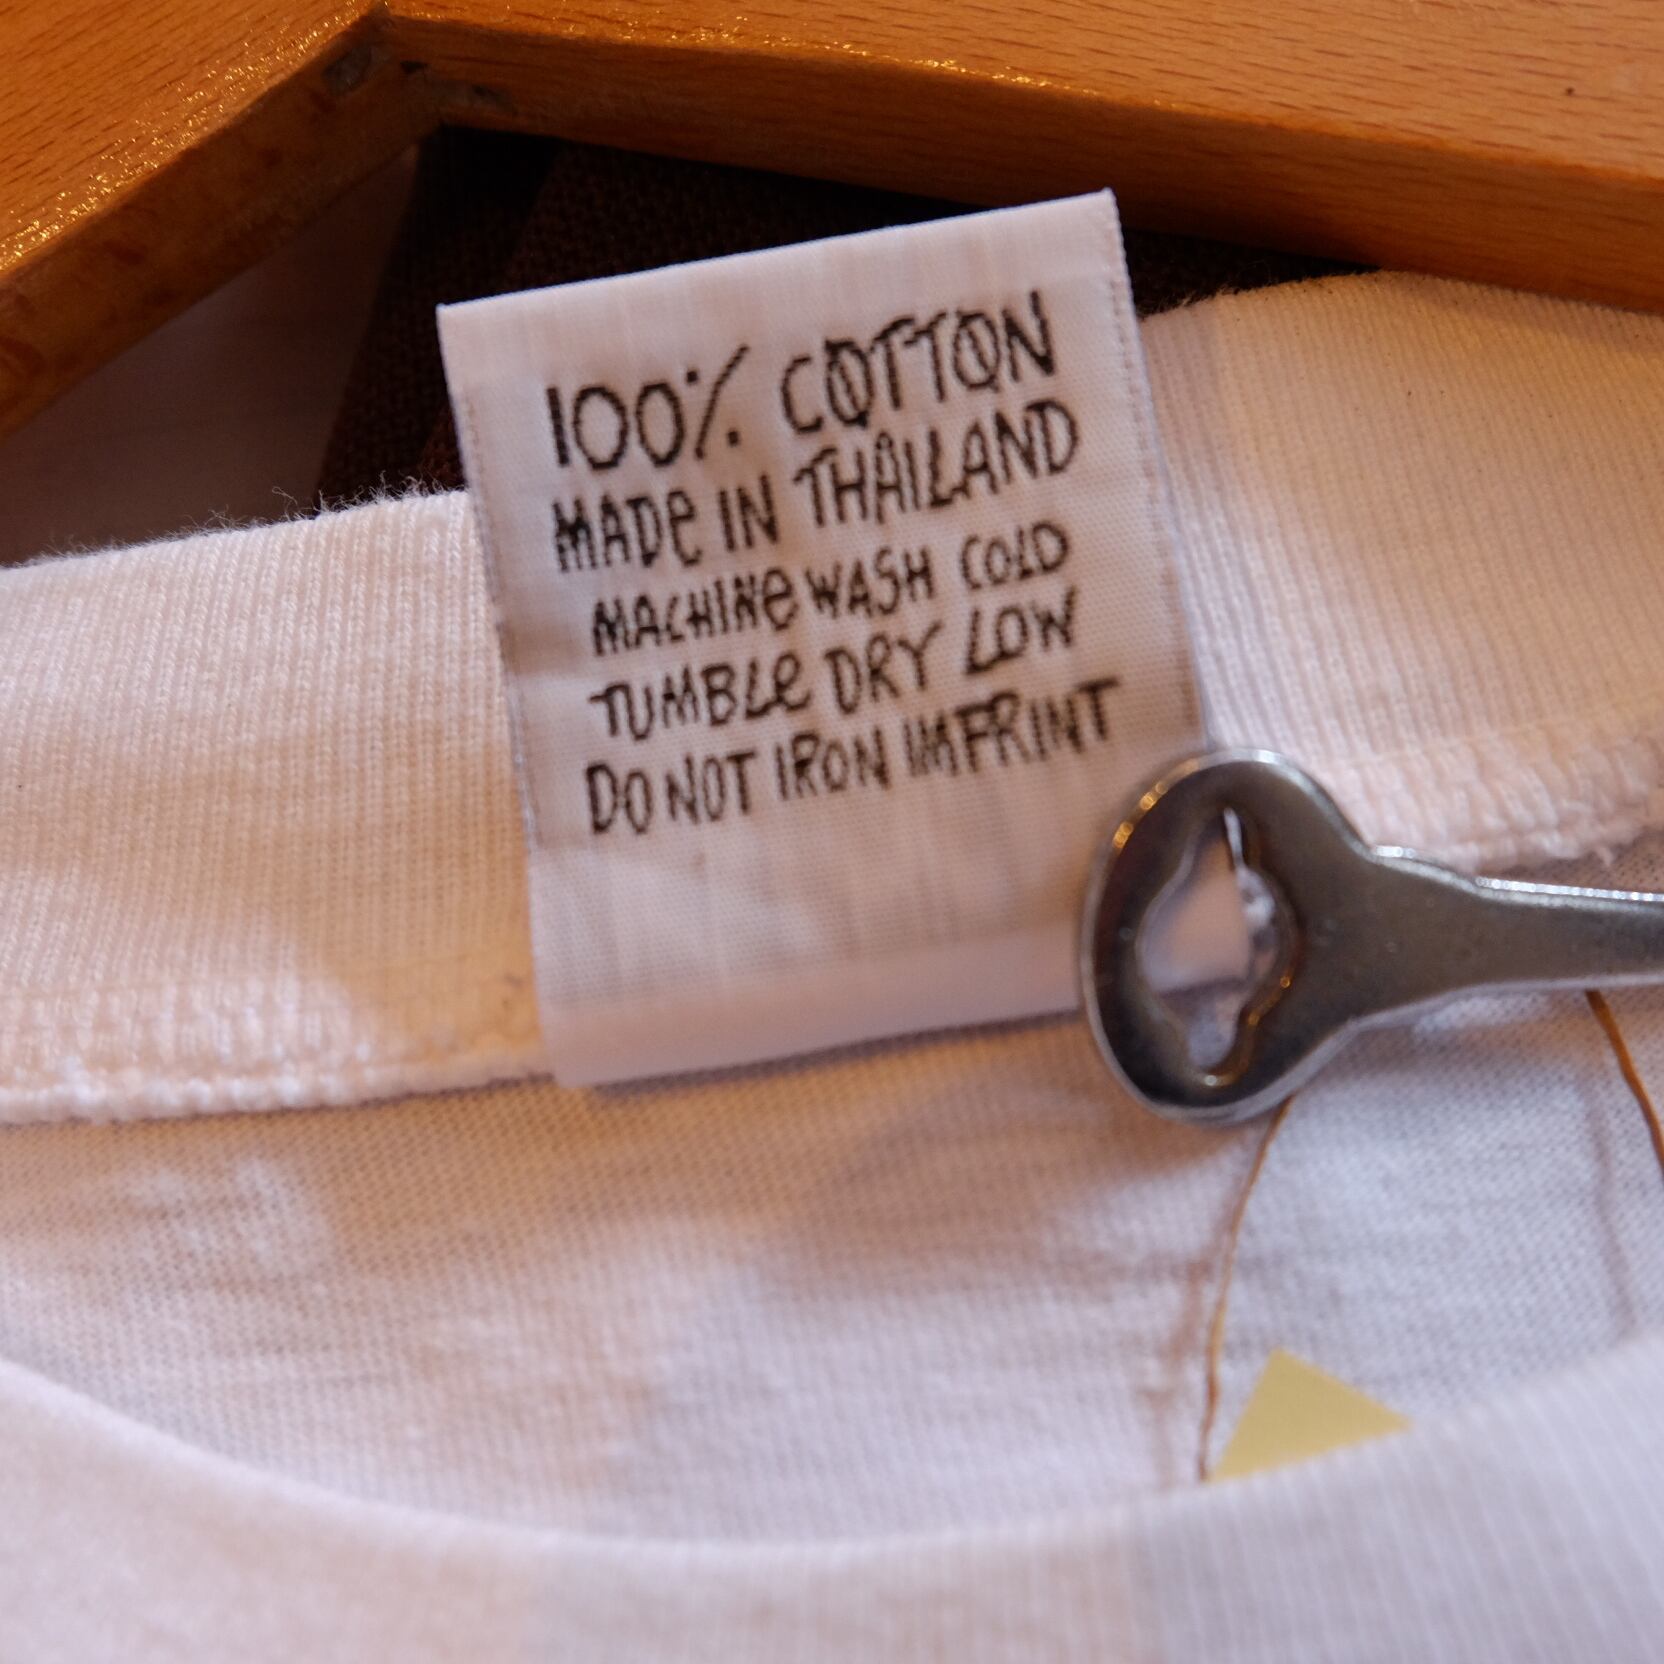 100% COTTON
MADE IN THAILAND
MACHINE WASH COLD
TUMBLE DRY LOW
DO NOT IRON IMPRINT